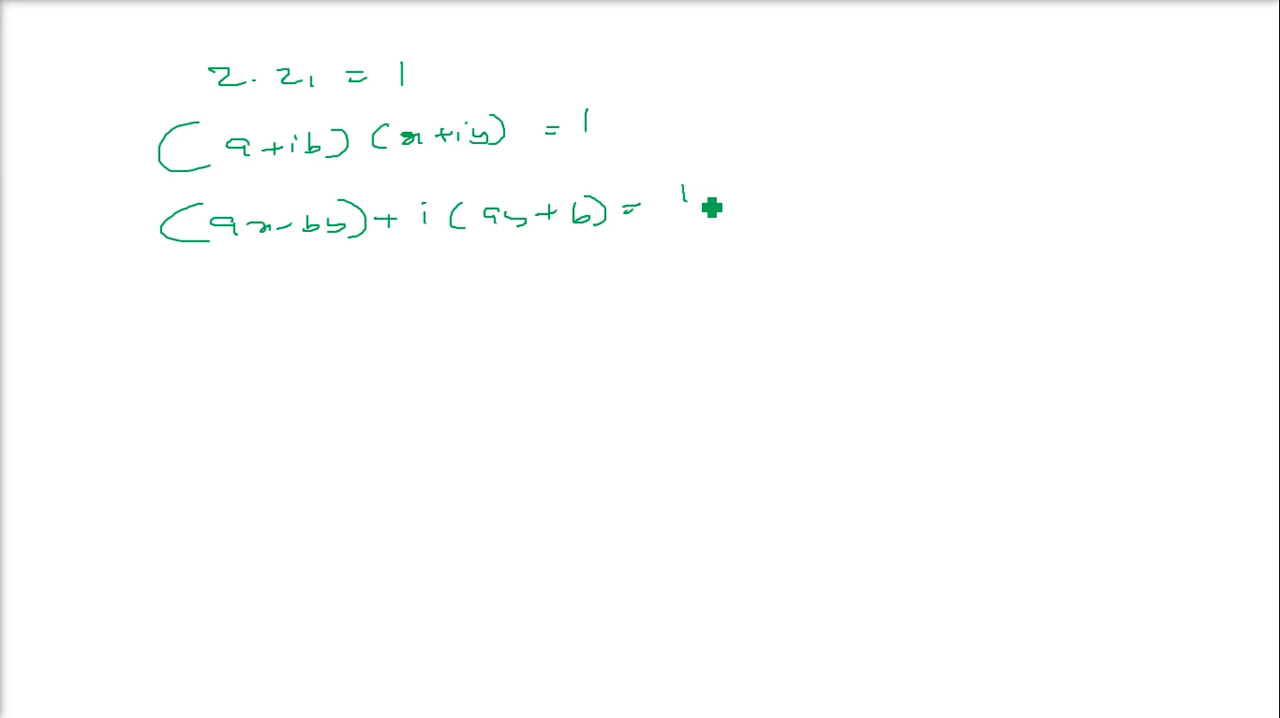 z . z1 = 1
(a+ib) (x+iy) = 1
(ax-by) + i (ay+b) = 1